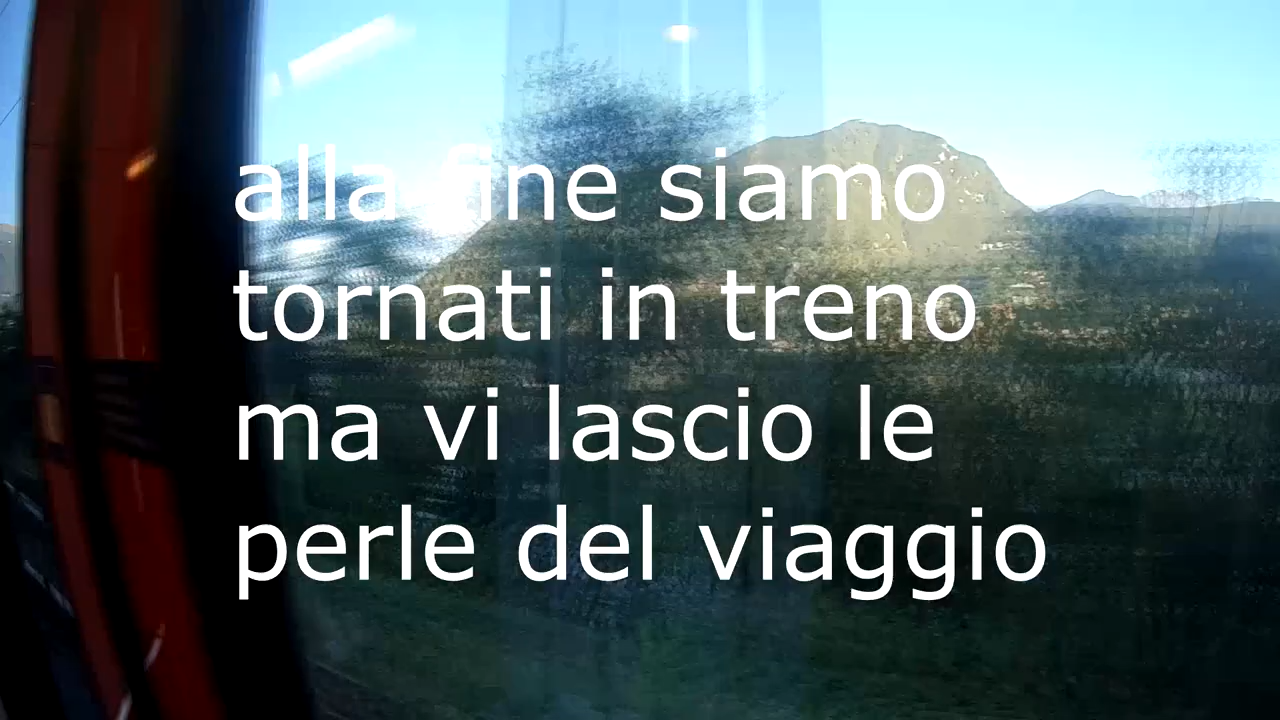 alla fine siamo
tornati in treno
ma vi lascio le
perle del viaggio